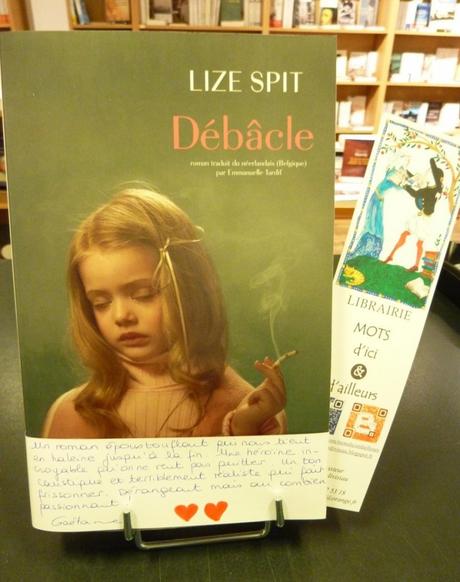 LIZE SPIT
Débâcle
roman traduit du néerlandais (Belgique)
par Emmanuelle Tardif
Un roman époustouflant qui nous tient
en haleine jusqu'à la fin. Une héroïne in-
croyable qu'on ne veut pas quitter. Un ton
caustique et terriblement réaliste qui fait
frissonner. Dérangeant mais oui combien
passionnant
Gaëtane
LIBRAIRIE
MOTS
d'ici
&
d'ailleurs